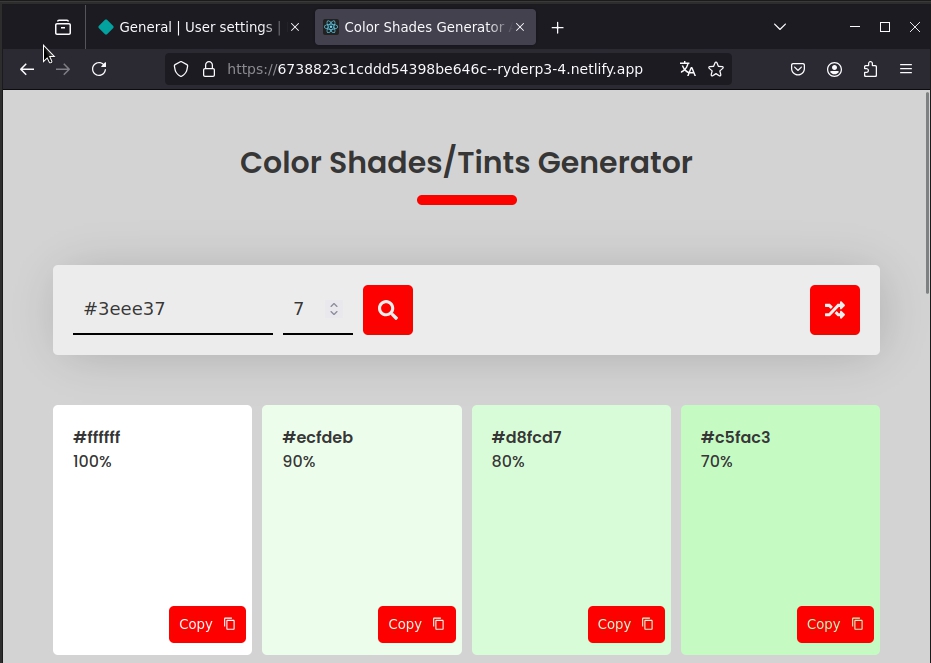 General | User settings |
Color Shades Generator /
https://6738823c1cddd54398be646c--ryderp3-4.netlify.app
Color Shades/Tints Generator
#3eee37
7
#ffffff
100%
Copy
#ecfdeb
90%
Copy
#d8fcd7
80%
Copy
#c5fac3
70%
Copy